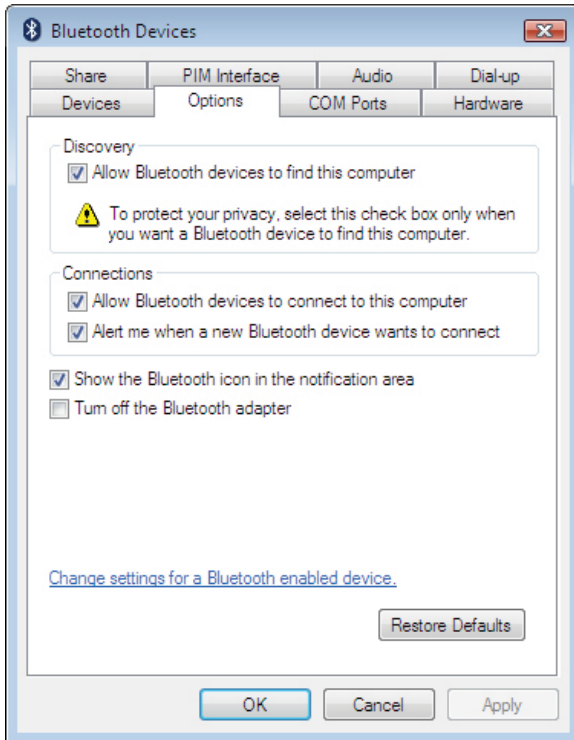 Bluetooth Devices
Share PIM Interface Audio Dial-up
Devices Options COM Ports Hardware
Discovery
Allow Bluetooth devices to find this computer
To protect your privacy, select this check box only when
you want a Bluetooth device to find this computer.
Connections
Allow Bluetooth devices to connect to this computer
Alert me when a new Bluetooth device wants to connect
Show the Bluetooth icon in the notification area
Turn off the Bluetooth adapter
Change settings for a Bluetooth enabled device.
Restore Defaults
OK Cancel Apply